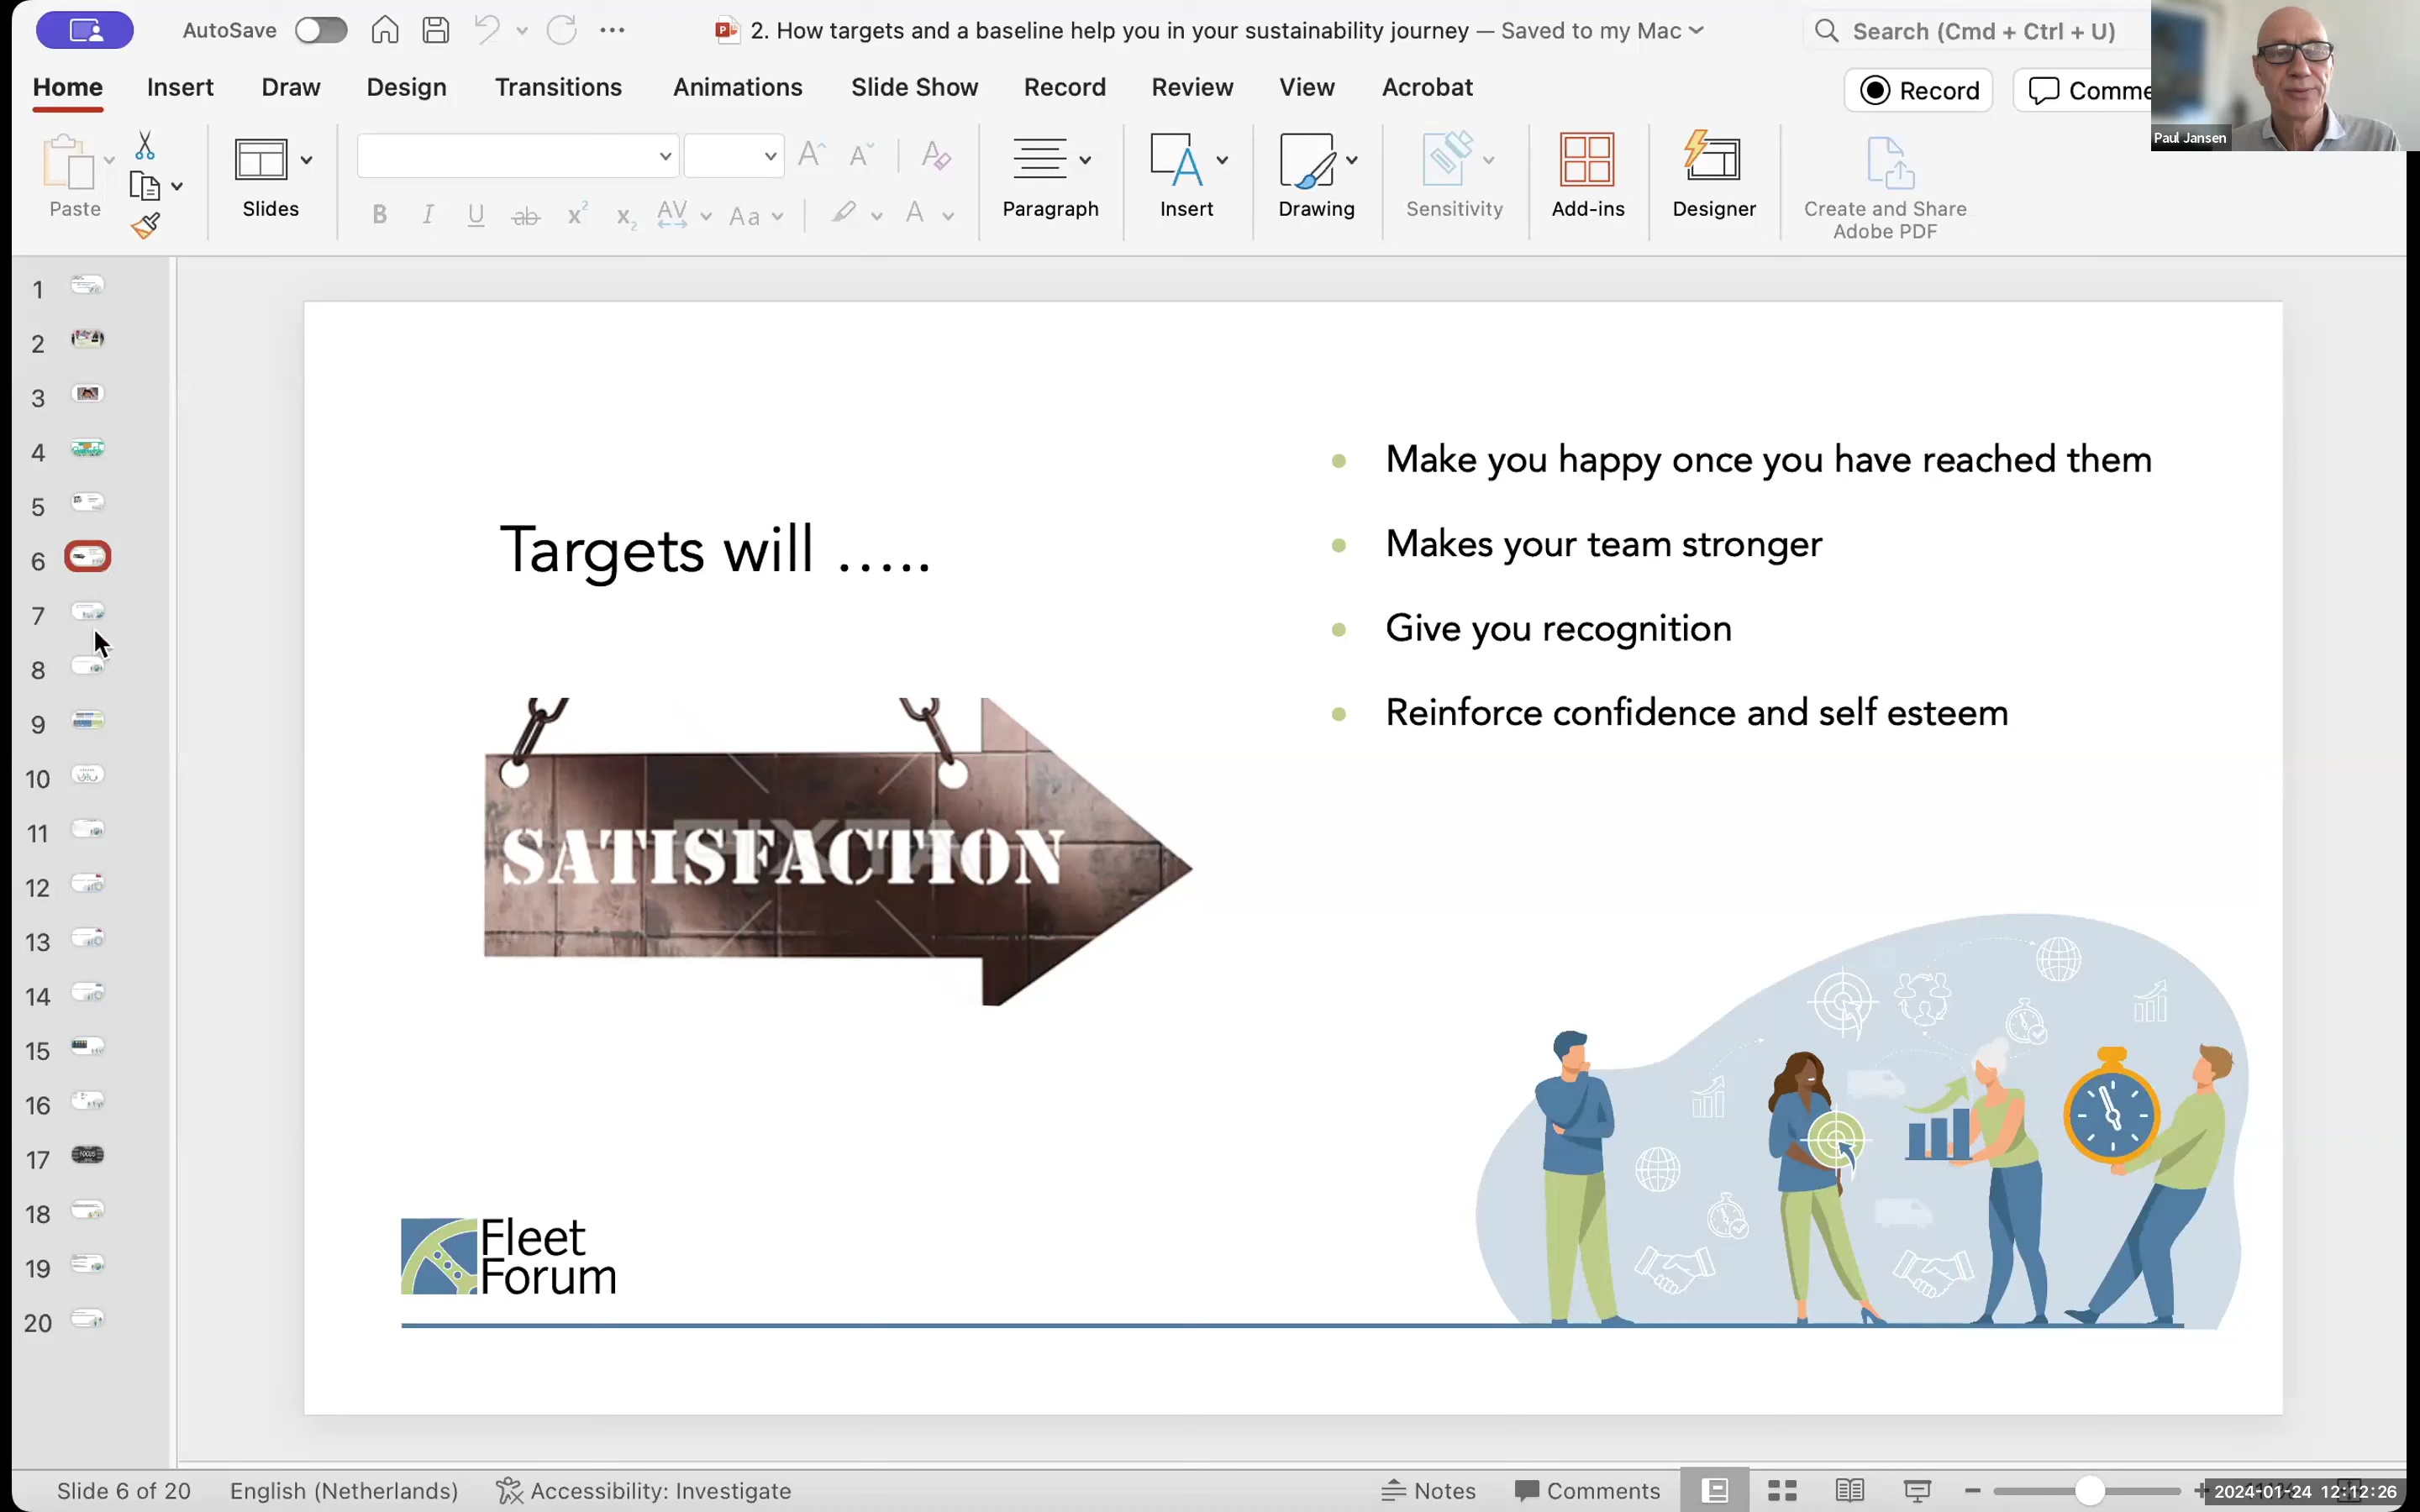 AutoSave
2. How targets and a baseline help you in your sustainability journey — Saved to my Mac
Search (Cmd + Ctrl + U)
Home Insert Draw Design Transitions Animations Slide Show Record Review View Acrobat
Record
Comme
Paul Jansen
Paste
Slides
Paragraph
Insert
Drawing
Sensitivity
Add-ins
Designer
Create and Share
Adobe PDF
1
2
3
4
5
6
7
8
9
10
11
12
13
14
15
16
17
18
19
20
Targets will …..
• Make you happy once you have reached them
• Makes your team stronger
• Give you recognition
• Reinforce confidence and self esteem
SATISFACTION
Fleet
Forum
Slide 6 of 20
English (Netherlands)
Accessibility: Investigate
Notes
Comments
2024-01-24 12:12:26